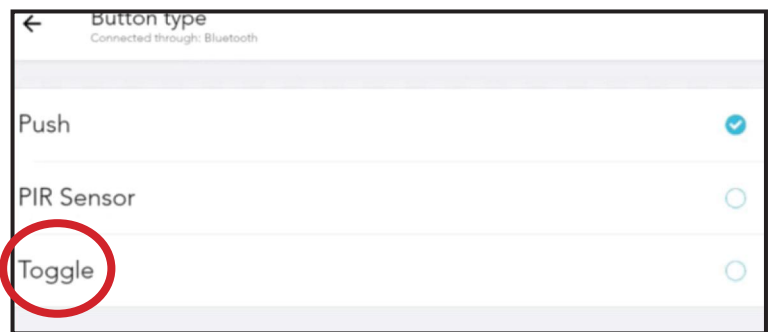 Button type
Connected through: Bluetooth
Push
PIR Sensor
Toggle